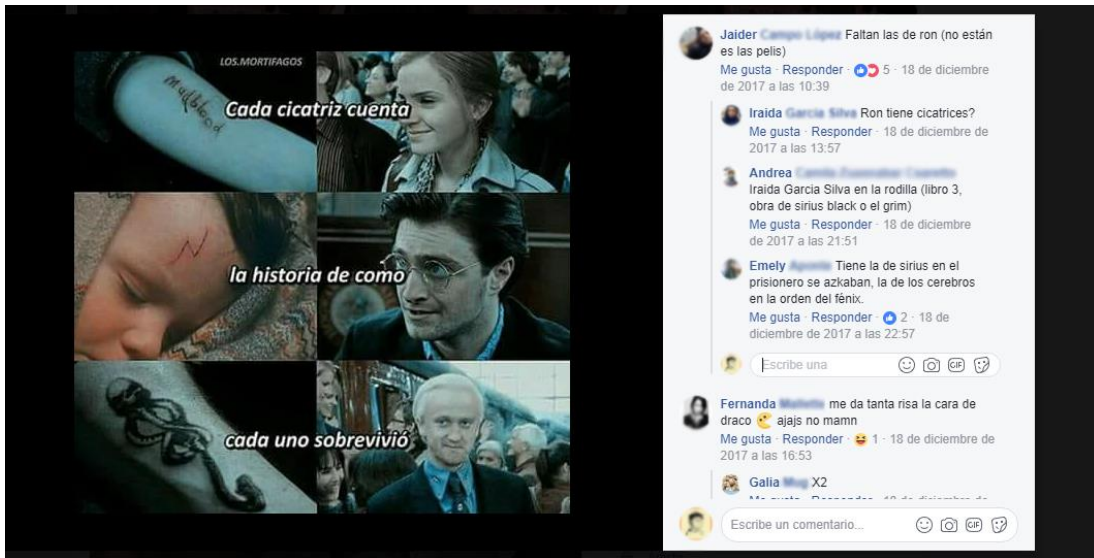 LOS.MORTIFAGOS
Mudblood
Cada cicatriz cuenta
la historia de como
cada uno sobrevivió
Jaider Campo López Faltan las de ron (no están
es las pelis)
Me gusta · Responder · 5 · 18 de diciembre
de 2017 a las 10:39
Iraida Garcia Silva Ron tiene cicatrices?
Me gusta · Responder · 18 de diciembre de
2017 a las 13:57
Andrea
Iraida Garcia Silva en la rodilla (libro 3,
obra de sirius black o el grim)
Me gusta · Responder · 18 de diciembre
de 2017 a las 21:51
Emely Tiene la de sirius en el
prisionero se azkaban, la de los cerebros
en la orden del fénix.
Me gusta · Responder · 2 · 18 de
diciembre de 2017 a las 22:57
Escribe una
GIF
Fernanda me da tanta risa la cara de
draco ajajs no mamn
Me gusta · Responder · 1 · 18 de diciembre de
2017 a las 16:53
Galia X2
Escribe un comentario...
GIF